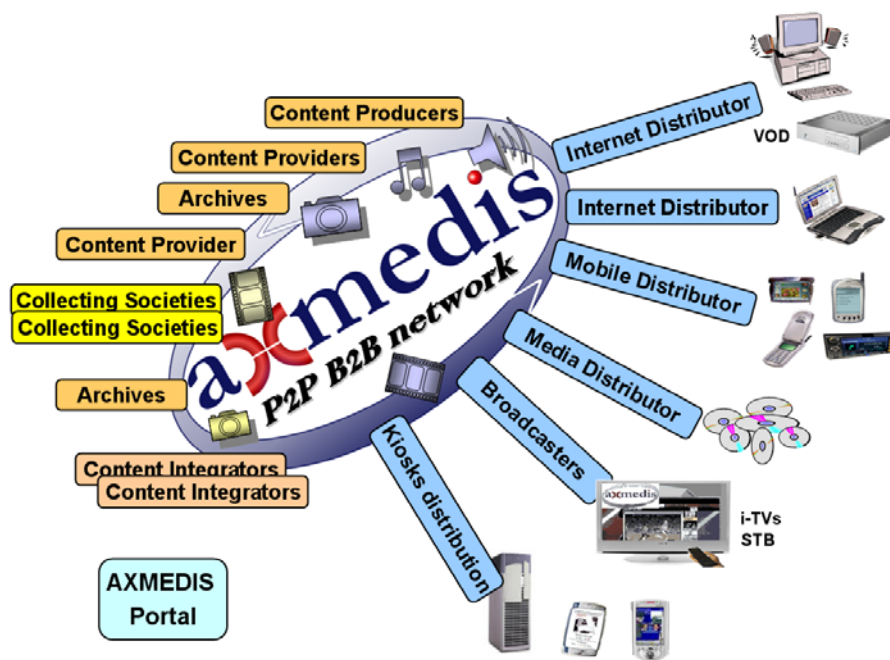 Content Producers
Content Providers
Archives
Content Provider
Collecting Societies
Collecting Societies
Archives
Content Integrators
Content Integrators
AXMEDIS
Portal
axmedis
P2P B2B network
Internet Distributor
VOD
Internet Distributor
Mobile Distributor
Media Distributor
Broadcasters
Kiosks distribution
axmedis
i-TVs
STB